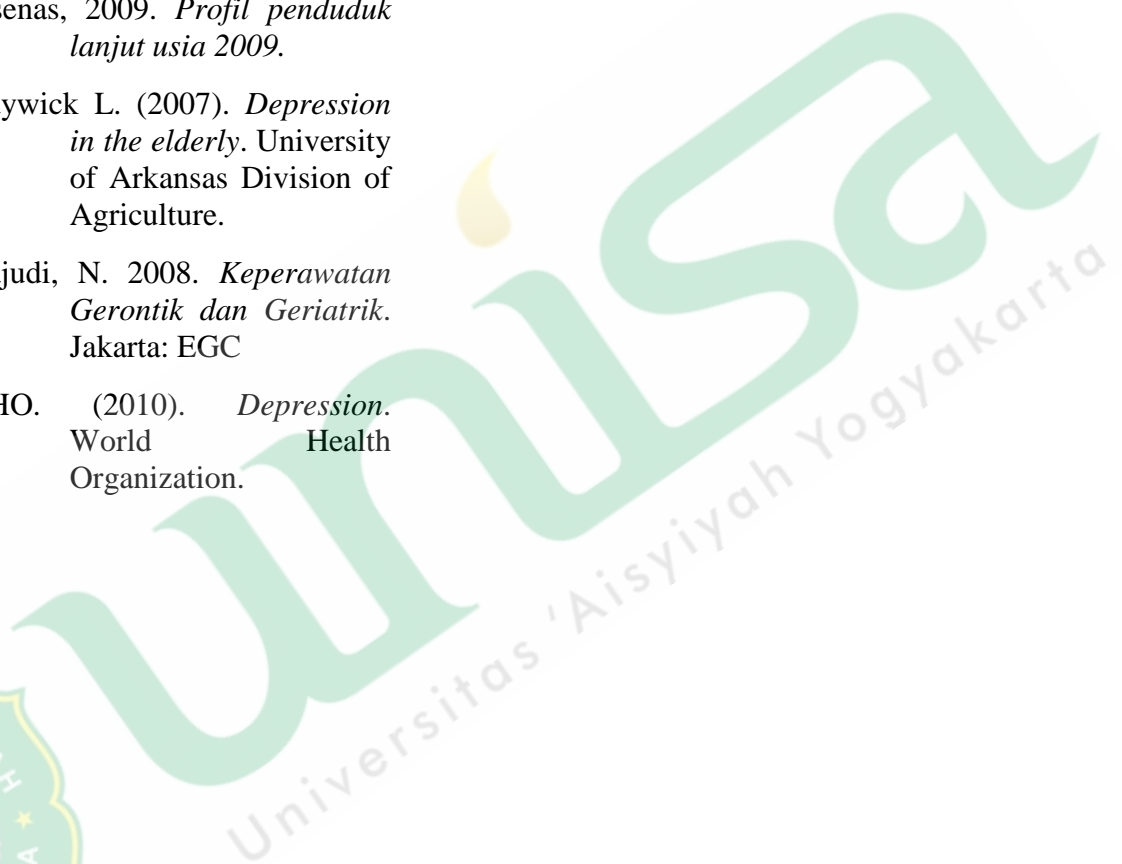 senas, 2009. Profil penduduk
lanjut usia 2009.
ywick L. (2007). Depression
in the elderly. University
of Arkansas Division of
Agriculture.
judi, N. 2008. Keperawatan
Gerontik dan Geriatrik.
Jakarta: EGC
HO. (2010). Depression.
World Health
Organization.
unisa
Universitas 'Aisyiyah Yogyakarta